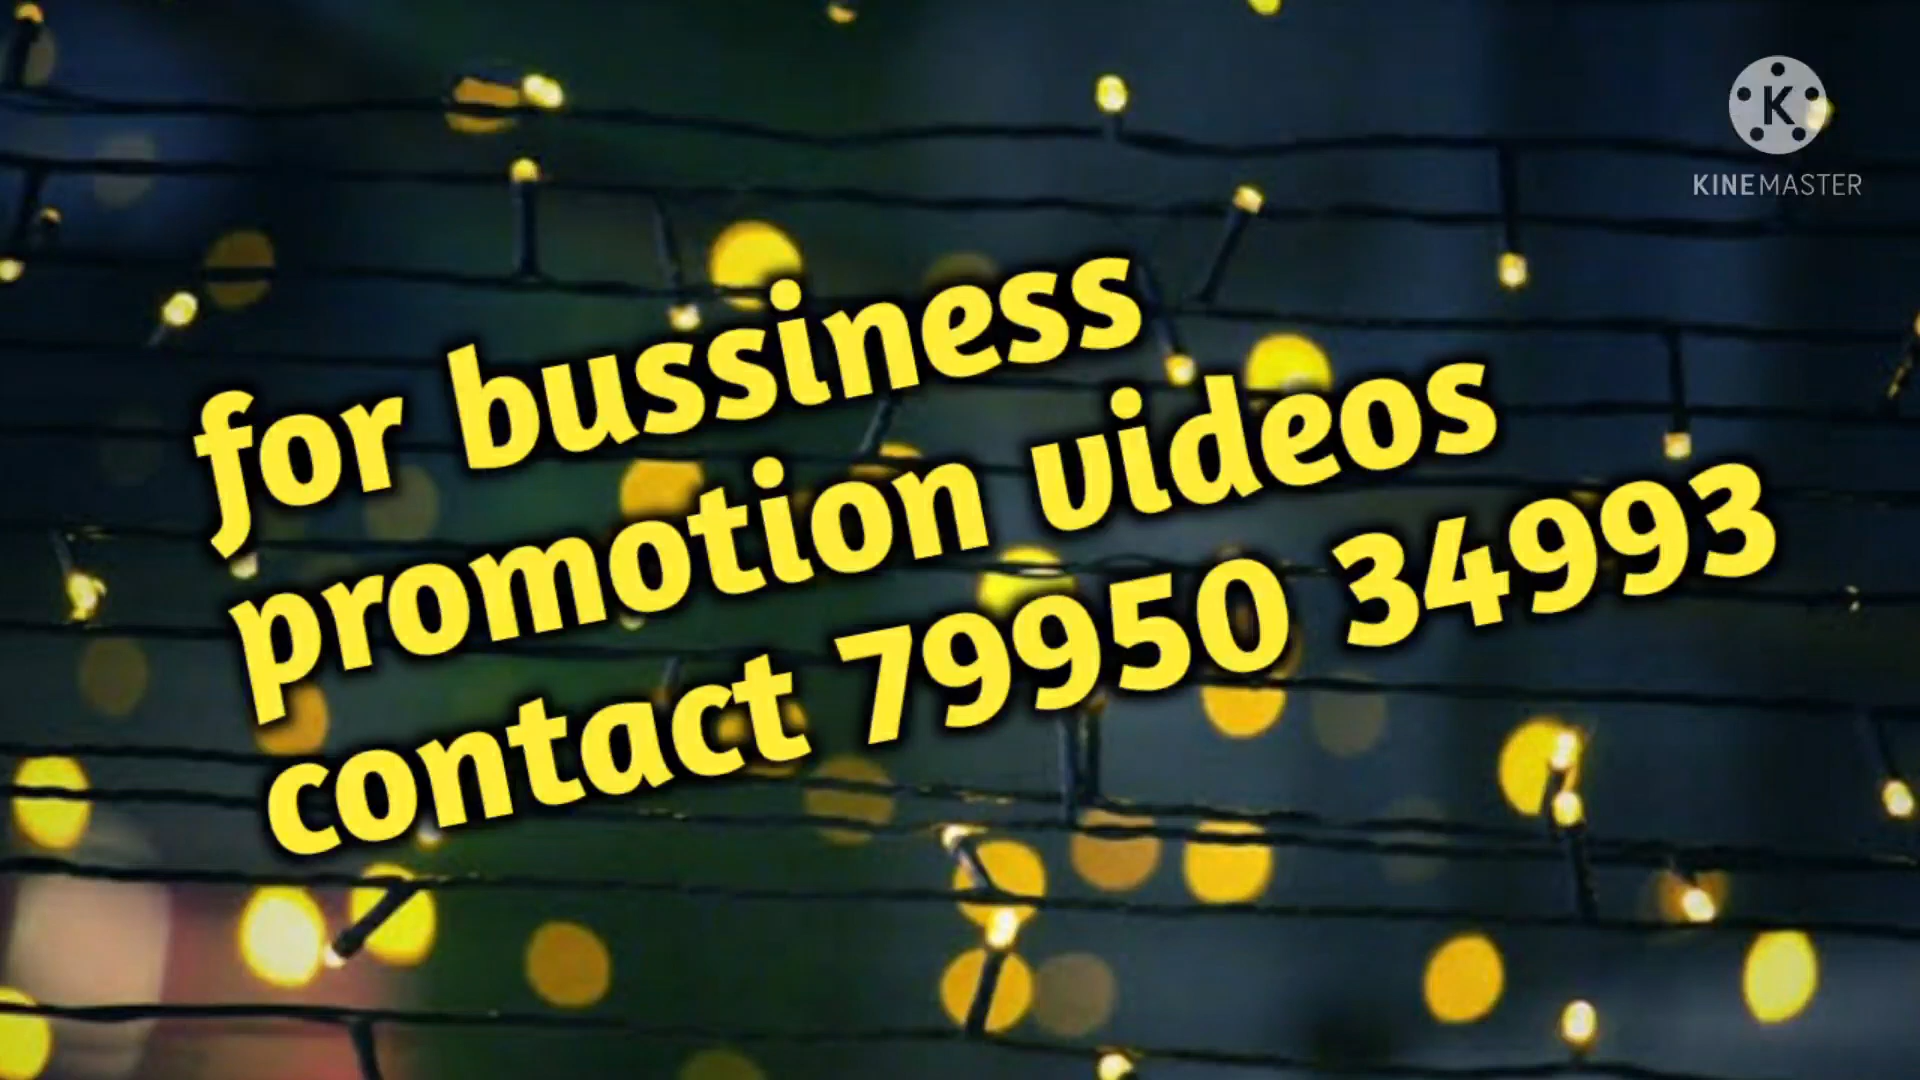 K
KINEMASTER
for bussiness
promotion videos
contact 79950 34993